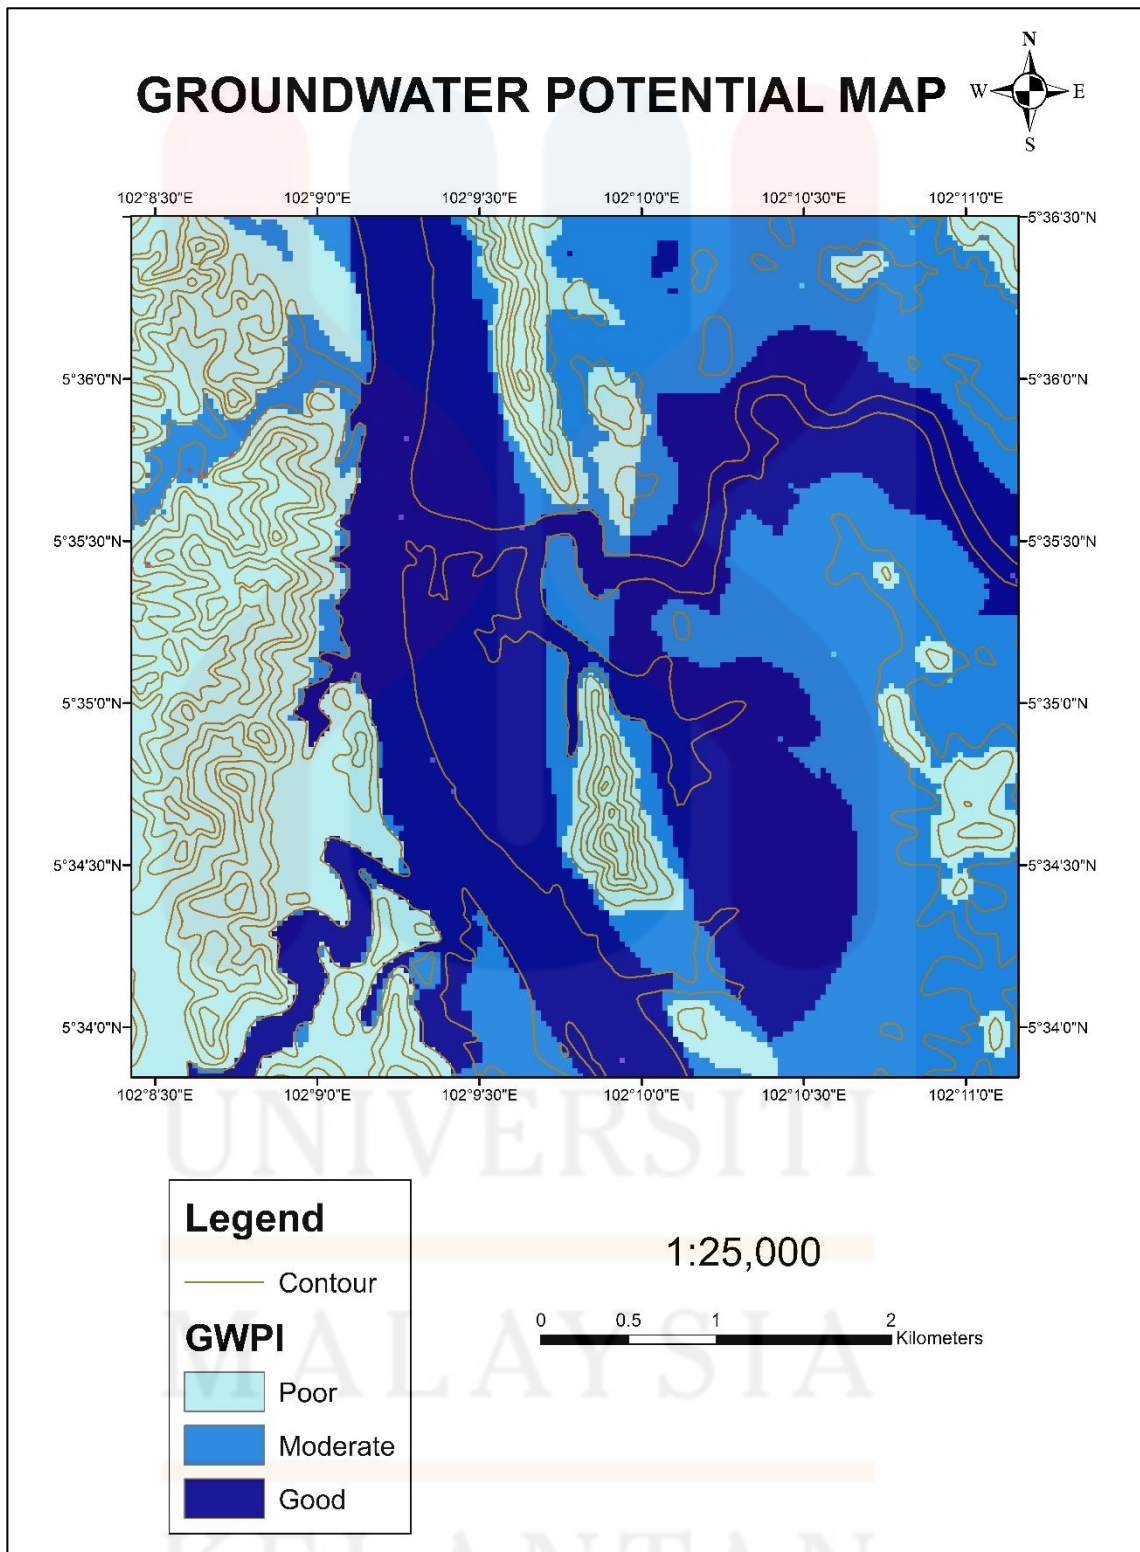 GROUNDWATER POTENTIAL MAP
N
W E
S
102°8'30"E 102°9'0"E 102°9'30"E 102°10'0"E 102°10'30"E 102°11'0"E
5°36'30"N
5°36'0"N 5°36'0"N
5°35'30"N 5°35'30"N
5°35'0"N 5°35'0"N
5°34'30"N 5°34'30"N
5°34'0"N 5°34'0"N
102°8'30"E 102°9'0"E 102°9'30"E 102°10'0"E 102°10'30"E 102°11'0"E
UNIVERSITI
Legend
1:25,000
Contour
MALAYSIA
GWPI
0 0.5 1 2
Kilometers
Poor
Moderate
Good
KELANTAN